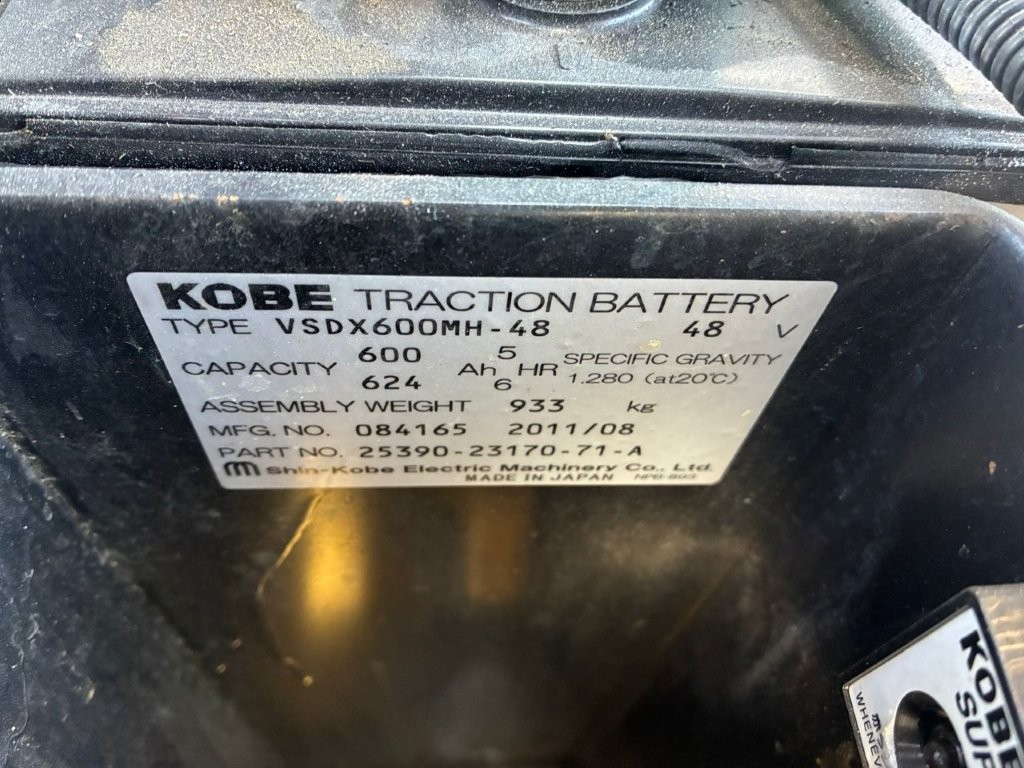 KOBE TRACTION BATTERY
TYPE VSDX600MH-48 48 V
CAPACITY 600 Ah 5 HR SPECIFIC GRAVITY
624 6 1.280 (at20℃)
ASSEMBLY WEIGHT 933 kg
MFG. NO. 084165 2011/08
PART NO. 25390-23170-71-A
Shin-Kobe Electric Machinery Co., Ltd.
MADE IN JAPAN
KOBE
SUP
WHENEV